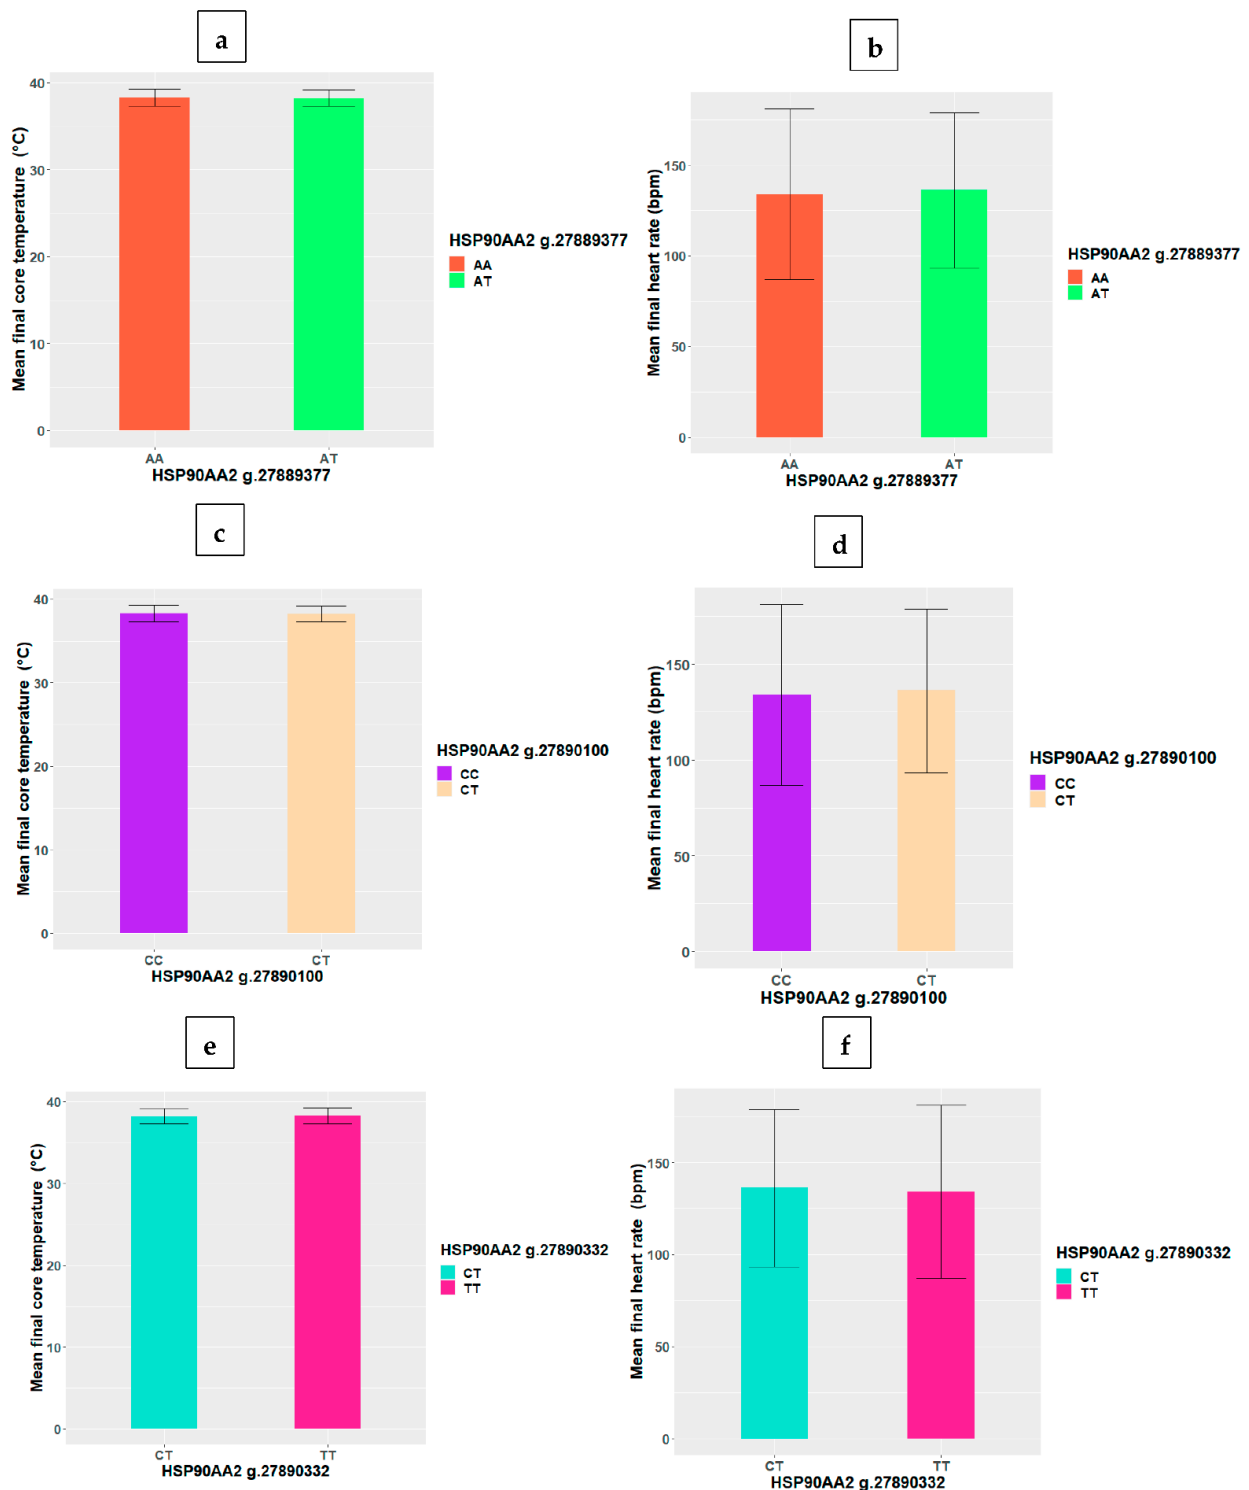 a
40
30
20
10
0
Mean final core temperature (°C)
AA
AT
HSP90AA2 g.27889377
HSP90AA2 g.27889377
AA
AT
b
150
100
50
0
Mean final heart rate (bpm)
AA
AT
HSP90AA2 g.27889377
HSP90AA2 g.27889377
AA
AT
c
40
30
20
10
0
Mean final core temperature (°C)
CC
CT
HSP90AA2 g.27890100
HSP90AA2 g.27890100
CC
CT
d
150
100
50
0
Mean final heart rate (bpm)
CC
CT
HSP90AA2 g.27890100
HSP90AA2 g.27890100
CC
CT
e
40
30
20
10
0
Mean final core temperature (°C)
CT
TT
HSP90AA2 g.27890332
HSP90AA2 g.27890332
CT
TT
f
150
100
50
0
Mean final heart rate (bpm)
CT
TT
HSP90AA2 g.27890332
HSP90AA2 g.27890332
CT
TT